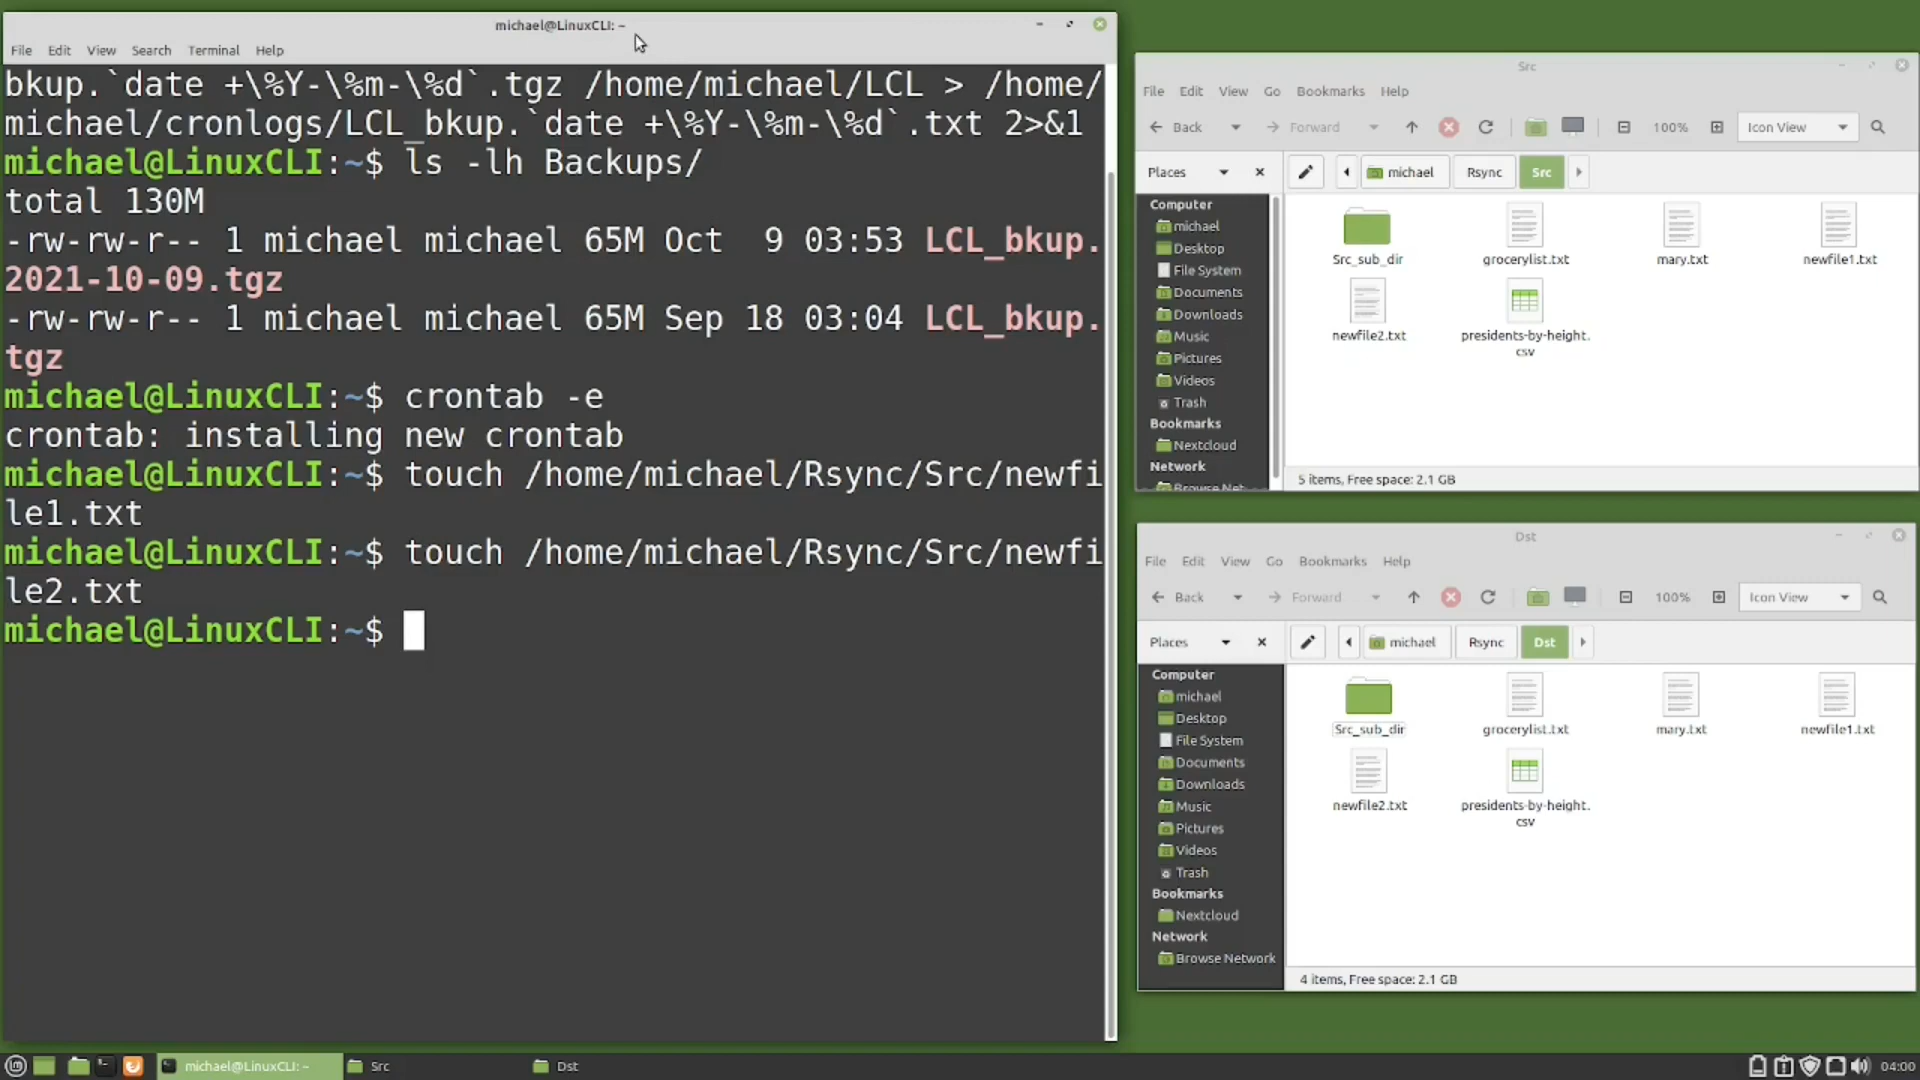 michael@LinuxCLI: ~
File Edit View Search Terminal Help
bkup.`date +\%Y-\%m-\%d`.tgz /home/michael/LCL > /home/
michael/cronlogs/LCL_bkup.`date +\%Y-\%m-\%d`.txt 2>&1
michael@LinuxCLI:~$ ls -lh Backups/
total 130M
-rw-rw-r-- 1 michael michael 65M Oct  9 03:53 LCL_bkup.
2021-10-09.tgz
-rw-rw-r-- 1 michael michael 65M Sep 18 03:04 LCL_bkup.
tgz
michael@LinuxCLI:~$ crontab -e
crontab: installing new crontab
michael@LinuxCLI:~$ touch /home/michael/Rsync/Src/newfi
le1.txt
michael@LinuxCLI:~$ touch /home/michael/Rsync/Src/newfi
le2.txt
michael@LinuxCLI:~$
Src
File Edit View Go Bookmarks Help
Back Forward 100% Icon View
Places michael Rsync Src
Computer
michael
Desktop
File System
Documents
Downloads
Music
Pictures
Videos
Trash
Bookmarks
Nextcloud
Network
Browse Net
Src_sub_dir grocerylist.txt mary.txt newfile1.txt
newfile2.txt presidents-by-height.
csv
5 items, Free space: 2.1 GB
Dst
File Edit View Go Bookmarks Help
Back Forward 100% Icon View
Places michael Rsync Dst
Computer
michael
Desktop
File System
Documents
Downloads
Music
Pictures
Videos
Trash
Bookmarks
Nextcloud
Network
Browse Network
Src_sub_dir grocerylist.txt mary.txt newfile1.txt
newfile2.txt presidents-by-height.
csv
4 items, Free space: 2.1 GB
michael@LinuxCLI: ~ Src Dst 04:00